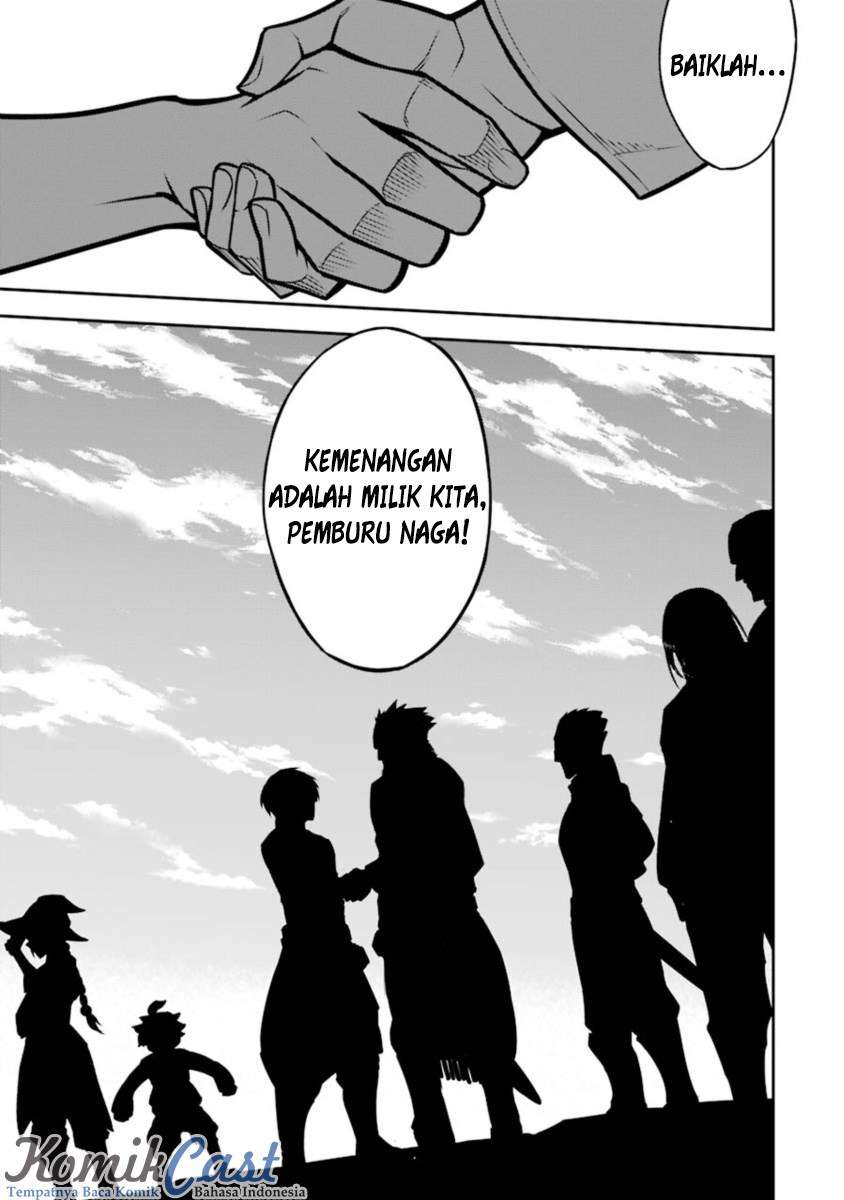 BAIKLAH...
KEMENANGAN
ADALAH MILIK KITA,
PEMBURU NAGA!
KomikCast
Tempatnya Baca Komik Bahasa Indonesia